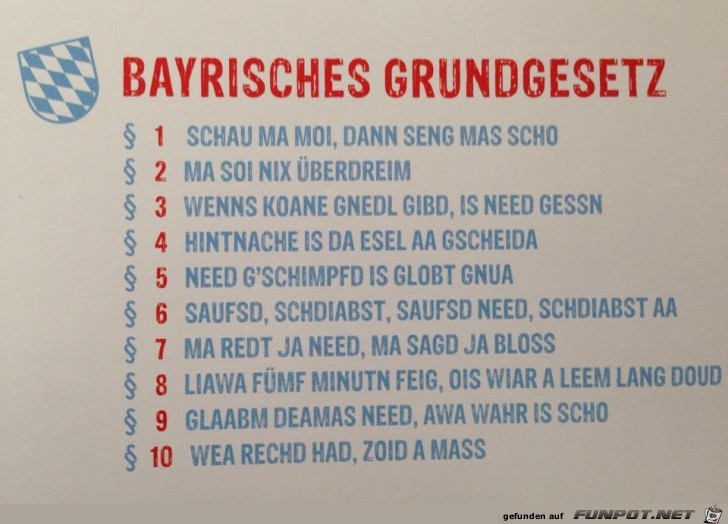 BAYRISCHES GRUNDGESETZ
§ 1 SCHAU MA MOI, DANN SENG MAS SCHO
§ 2 MA SOI NIX ÜBERDREIM
§ 3 WENNS KOANE GNEDL GIBD, IS NEED GESSN
§ 4 HINTNACHE IS DA ESEL AA GSCHEIDA
§ 5 NEED G'SCHIMPFD IS GLOBT GNUA
§ 6 SAUFSD, SCHDIABST, SAUFSD NEED, SCHDIABST AA
§ 7 MA REDT JA NEED, MA SAGD JA BLOSS
§ 8 LIAWA FÜMF MINUTN FEIG, OIS WIAR A LEEM LANG DOUD
§ 9 GLAABM DEAMAS NEED, AWA WAHR IS SCHO
§ 10 WEA RECHD HAD, ZOID A MASS
gefunden auf FUNPOT.NET